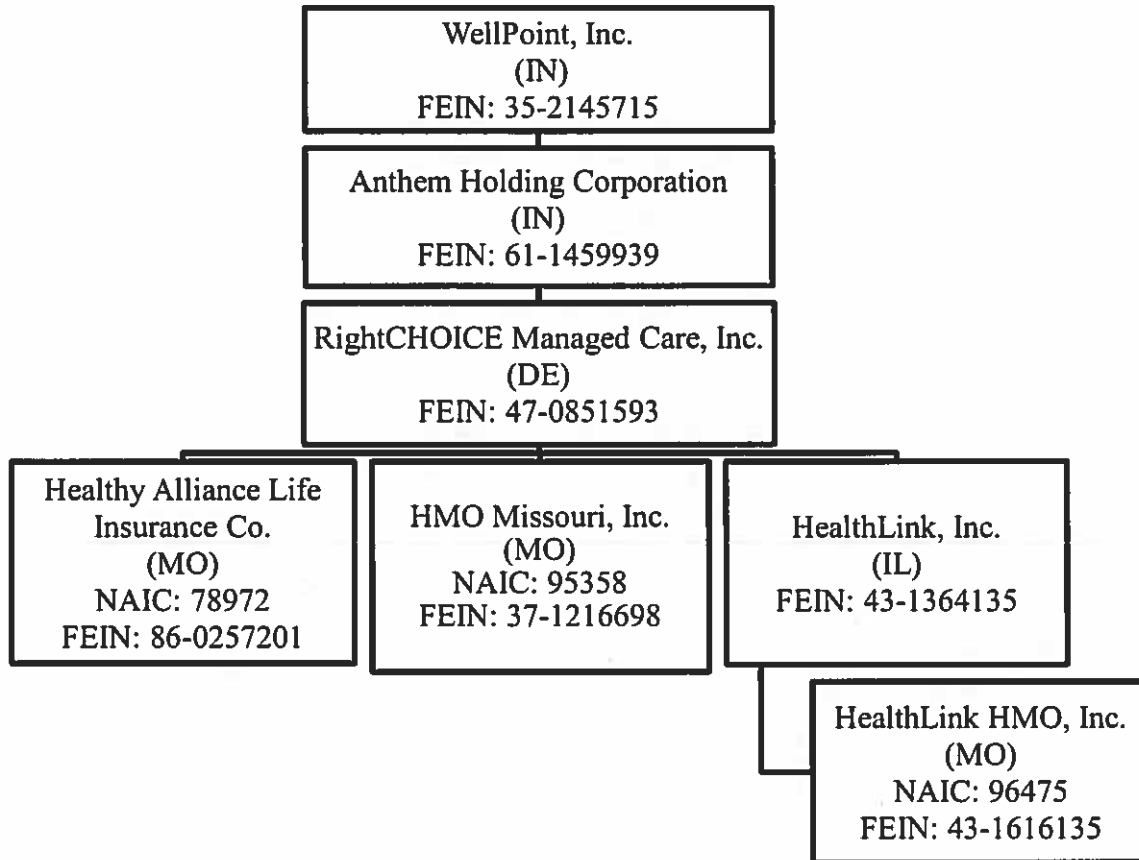 WellPoint, Inc.
(IN)
FEIN: 35-2145715
Anthem Holding Corporation
(IN)
FEIN: 61-1459939
RightCHOICE Managed Care, Inc.
(DE)
FEIN: 47-0851593
Healthy Alliance Life
Insurance Co.
(MO)
NAIC: 78972
FEIN: 86-0257201
HMO Missouri, Inc.
(MO)
NAIC: 95358
FEIN: 37-1216698
HealthLink, Inc.
(IL)
FEIN: 43-1364135
HealthLink HMO, Inc.
(MO)
NAIC: 96475
FEIN: 43-1616135